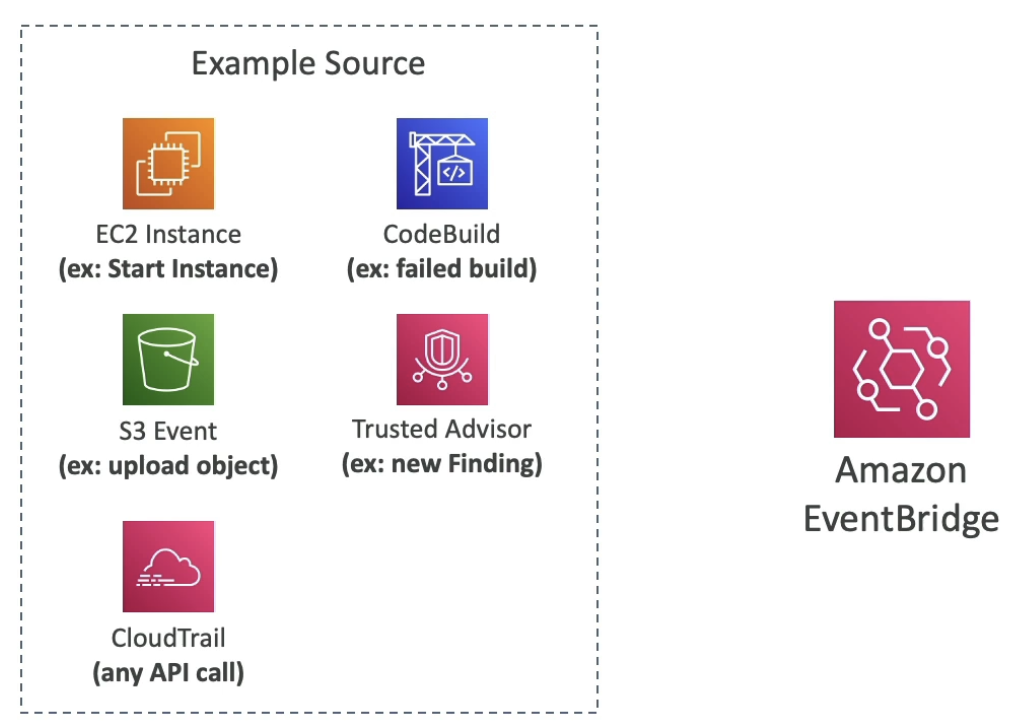 Example Source
EC2 Instance
(ex: Start Instance)
CodeBuild
(ex: failed build)
S3 Event
(ex: upload object)
Trusted Advisor
(ex: new Finding)
CloudTrail
(any API call)
Amazon
EventBridge